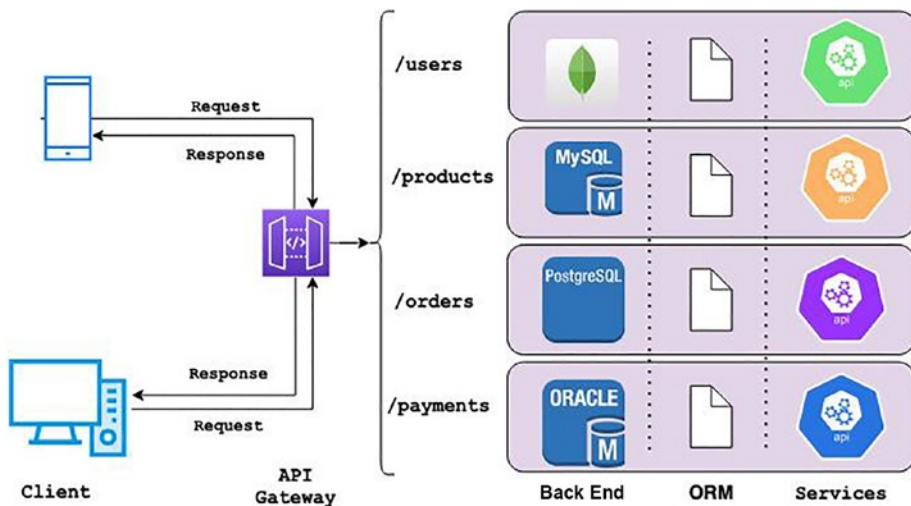 Request
Response
Response
Request
Client
API
Gateway
/users
/products
/orders
/payments
api
MySQL
M
api
PostgreSQL
api
ORACLE
M
api
Back End
ORM
Services